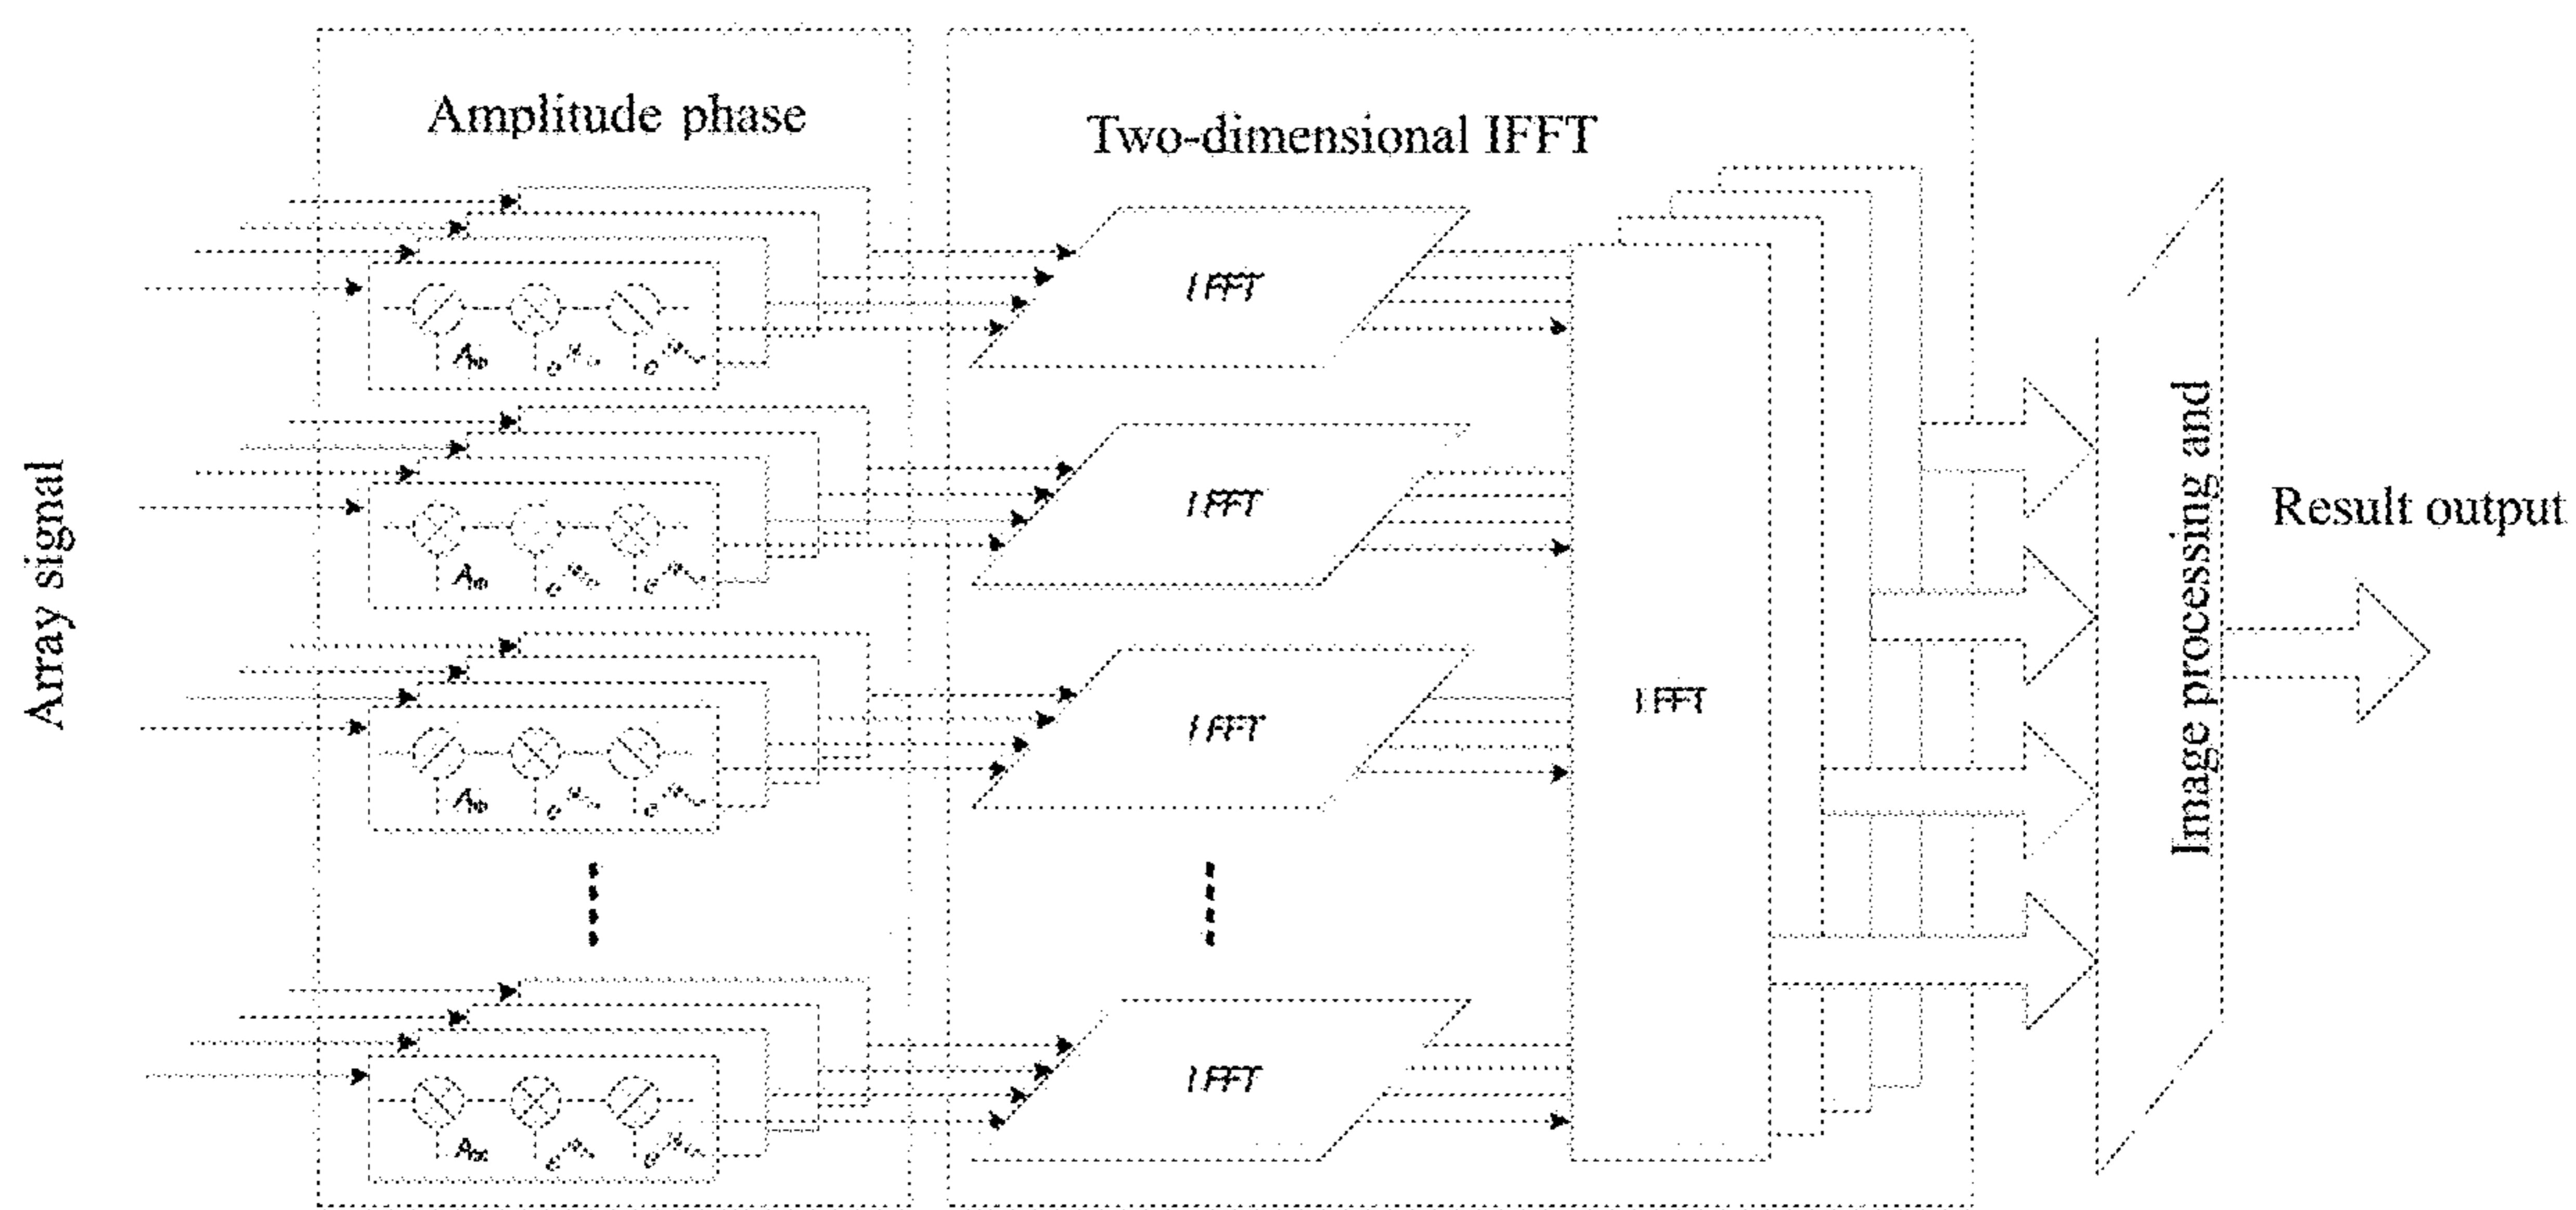 Amplitude phase
Two-dimensional IFFT
Array signal
IFFT
IFFT
IFFT
IFFT
IFFT
Image processing and
Result output